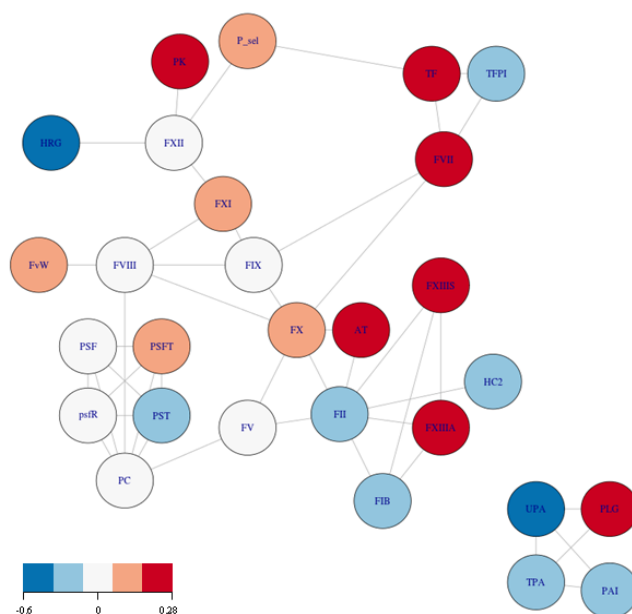 P_sel
PK
TF
TFPI
HRG
FXII
FVII
FXI
FvW
FVIII
FIX
FXIIIS
FX
AT
PSF
PSFT
HC2
psfR
PST
FII
FV
FXIIIA
PC
FIB
UPA
PLG
TPA
PAI
-0.6
0
0.28